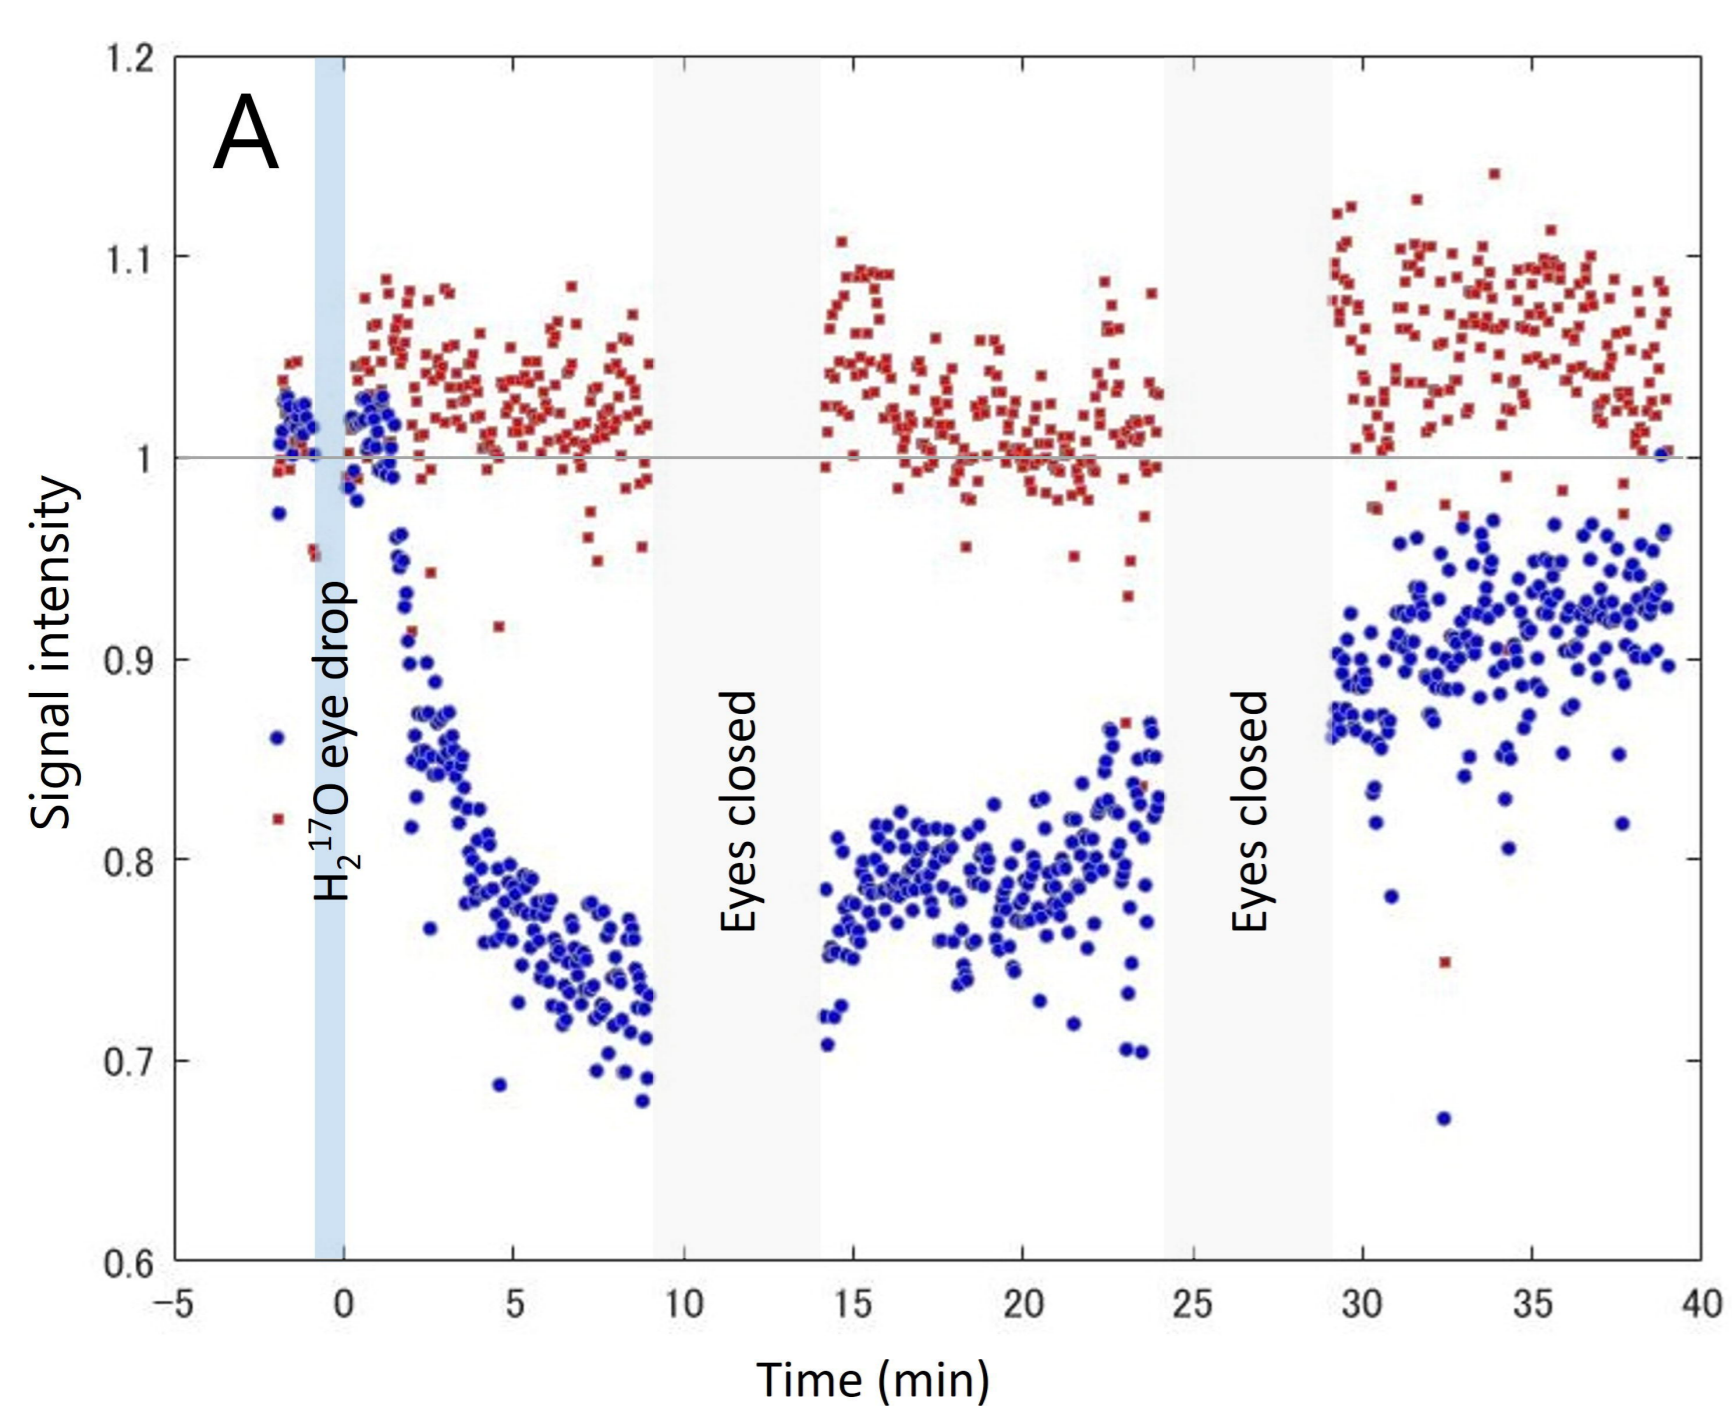 A
1.2
1.1
1
0.9
0.8
0.7
0.6
Signal intensity
H₂¹⁷O eye drop
Eyes closed
Eyes closed
−5 0 5 10 15 20 25 30 35 40
Time (min)